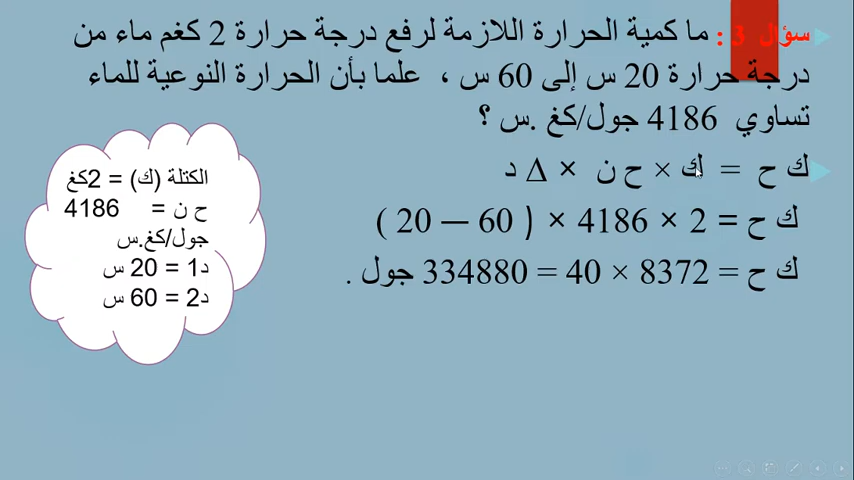 سؤال 3 : ما كمية الحرارة اللازمة لرفع درجة حرارة 2 كغم ماء من
درجة حرارة 20 س إلى 60 س ، علما بأن الحرارة النوعية للماء
تساوي 4186 جول/كغ .س ؟
ك ح = ك × ح ن × Δ د
ك ح = 2 × 4186 × ( 60 – 20 )
ك ح = 8372 × 40 = 334880 جول .
الكتلة (ك) = 2كغ
ح ن = 4186
جول/كغ.س
د1 = 20 س
د2 = 60 س